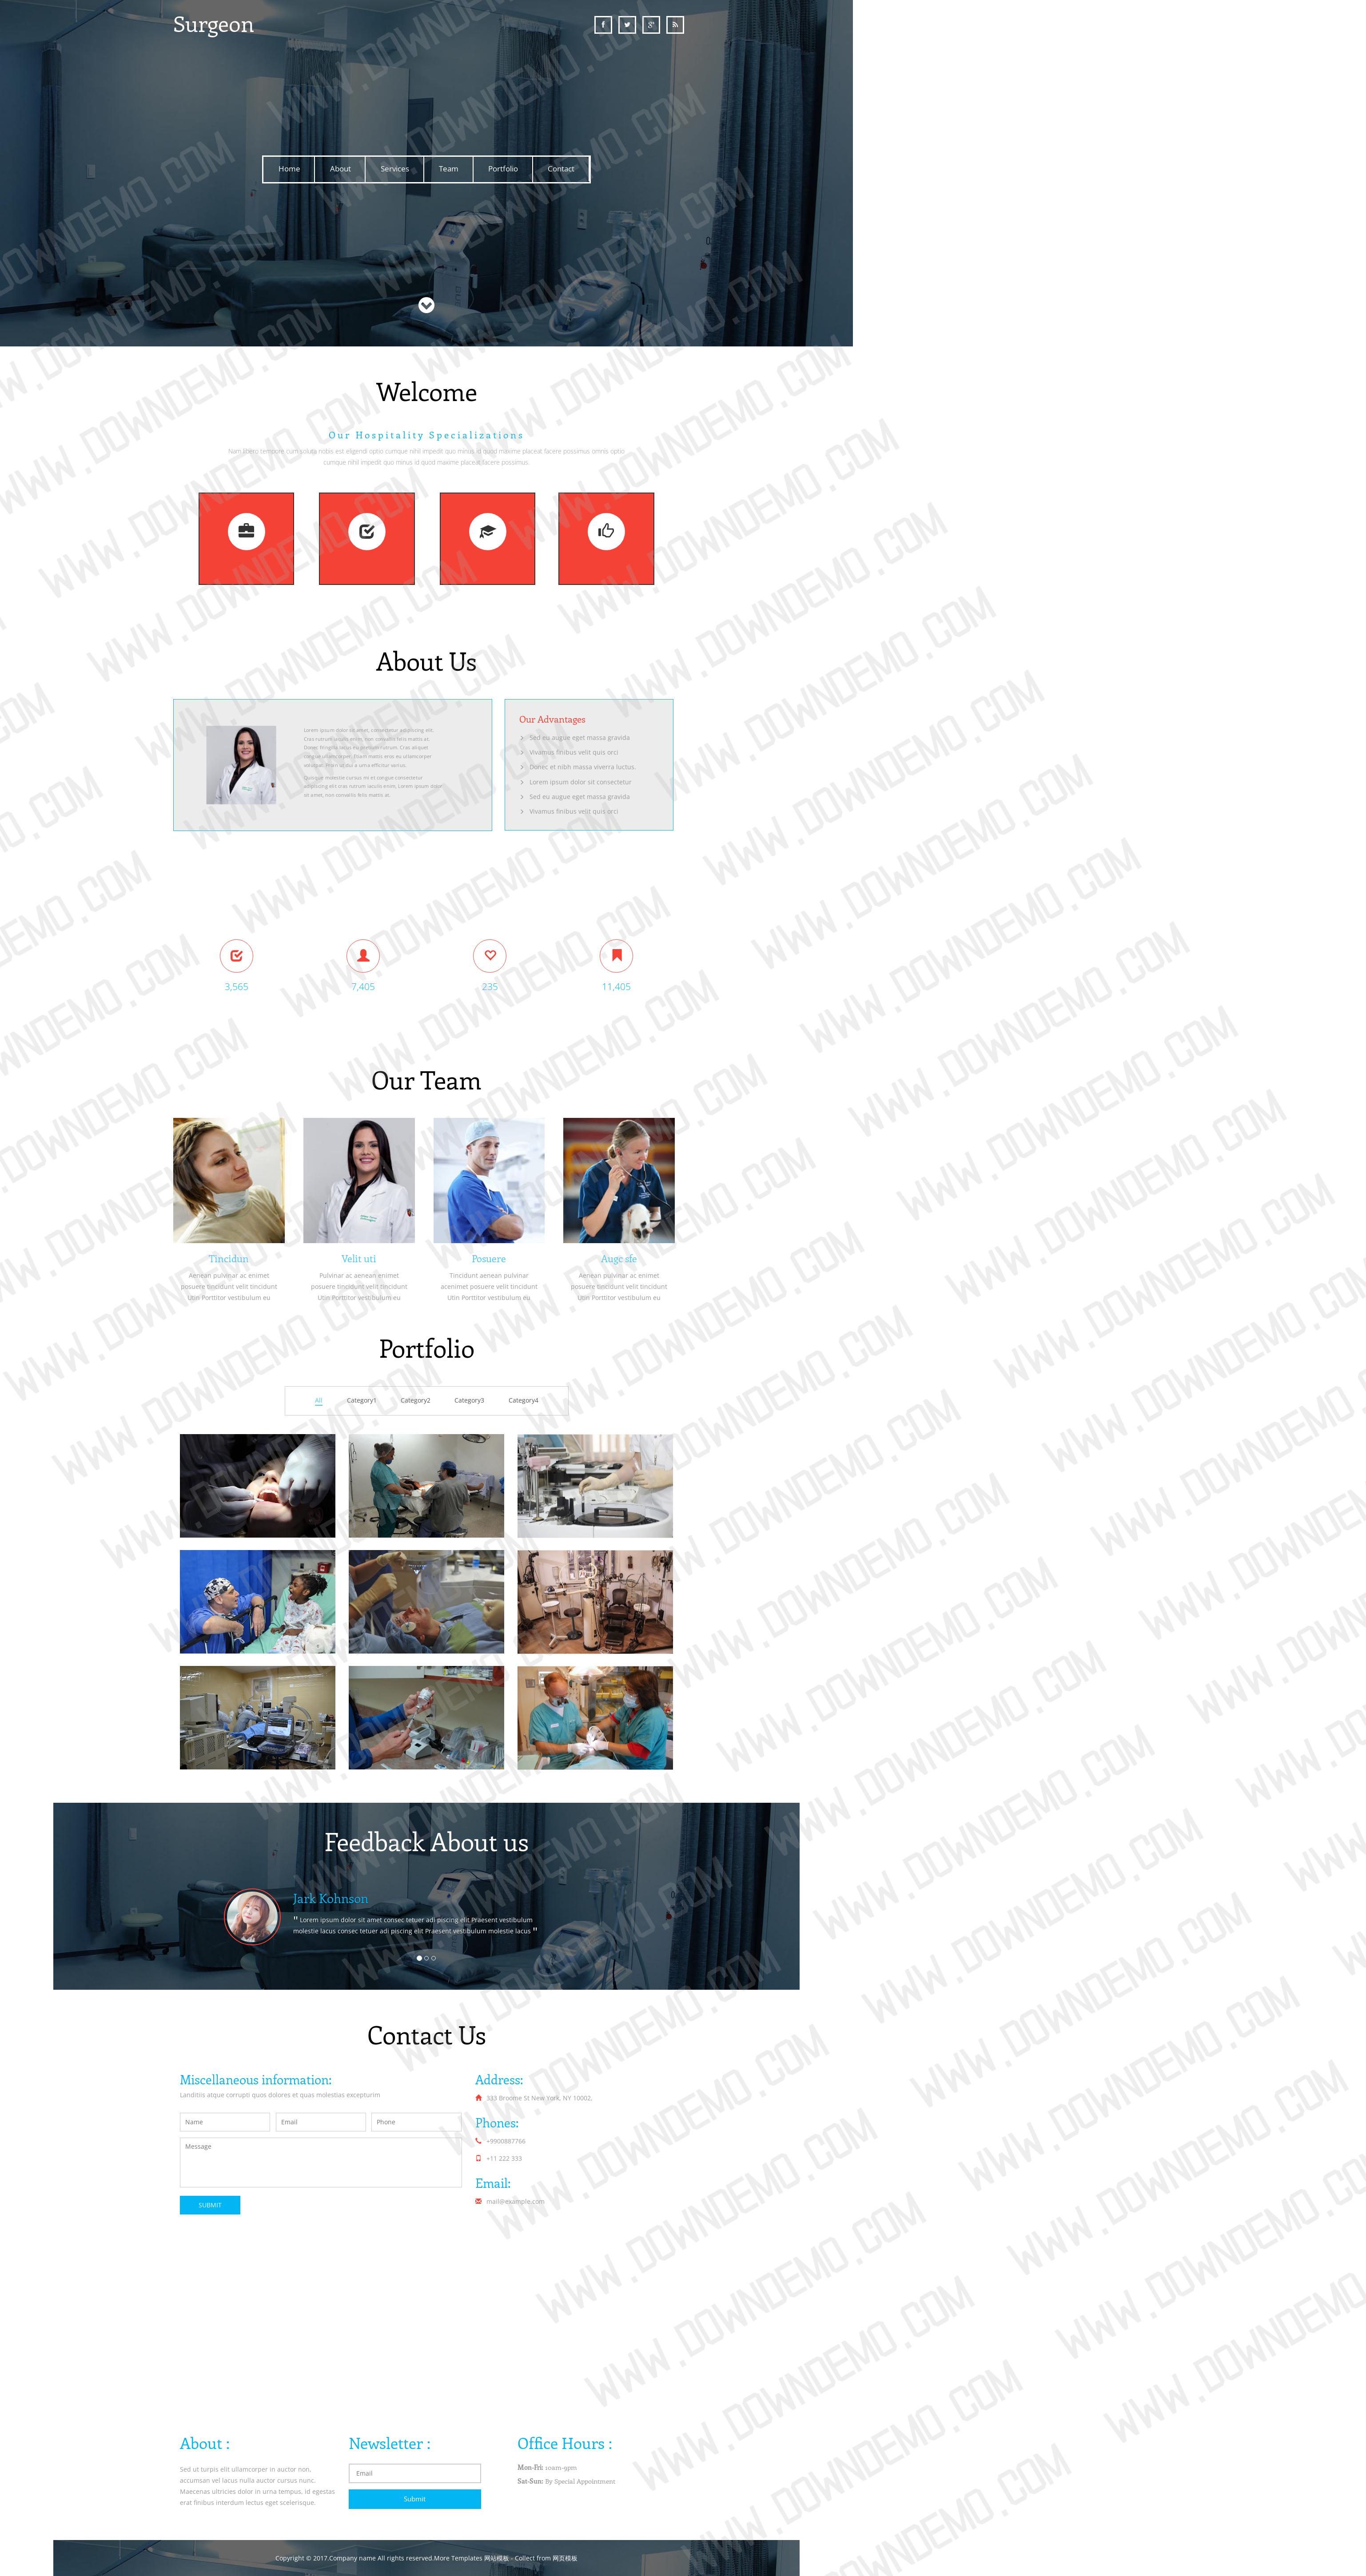 Surgeon
Home About Services Team Portfolio Contact
Welcome
Our Hospitality Specializations
Nam libero tempore cum soluta nobis est eligendi optio cumque nihil impedit quo minus id quod maxime placeat facere possimus omnis optio
cumque nihil impedit quo minus id quod maxime placeat facere possimus.
About Us
Lorem ipsum dolor sit amet, consectetur adipiscing elit.
Cras rutrum iaculis enim, non convallis felis mattis at.
Donec fringilla lacus eu pretium rutrum. Cras aliquet
congue ullamcorper. Etiam mattis eros eu ullamcorper
volutpat. Proin ut dui a urna efficitur varius.
Quisque molestie cursus mi et congue consectetur
adipiscing elit cras rutrum iaculis enim, Lorem ipsum dolor
sit amet, non convallis felis mattis at.
Our Advantages
Sed eu augue eget massa gravida
Vivamus finibus velit quis orci
Donec et nibh massa viverra luctus.
Lorem ipsum dolor sit consectetur
Sed eu augue eget massa gravida
Vivamus finibus velit quis orci
3,565 7,405 235 11,405
Our Team
Tincidun
Aenean pulvinar ac enimet
posuere tincidunt velit tincidunt
Utin Porttitor vestibulum eu
Velit uti
Pulvinar ac aenean enimet
posuere tincidunt velit tincidunt
Utin Porttitor vestibulum eu
Posuere
Tincidunt aenean pulvinar
acenimet posuere velit tincidunt
Utin Porttitor vestibulum eu
Augc sfe
Aenean pulvinar ac enimet
posuere tincidunt velit tincidunt
Utin Porttitor vestibulum eu
Portfolio
All Category1 Category2 Category3 Category4
Feedback About us
Jark Kohnson
" Lorem ipsum dolor sit amet consec tetuer adi piscing elit Praesent vestibulum
molestie lacus consec tetuer adi piscing elit Praesent vestibulum molestie lacus "
Contact Us
Miscellaneous information:
Landitiis atque corrupti quos dolores et quas molestias excepturim
Name Email Phone
Message
SUBMIT
Address:
333 Broome St New York, NY 10002,
Phones:
+9900887766
+11 222 333
Email:
mail@example.com
About :
Sed ut turpis elit ullamcorper in auctor non,
accumsan vel lacus nulla auctor cursus nunc.
Maecenas ultricies dolor in urna tempus, id egestas
erat finibus interdum lectus eget scelerisque.
Newsletter :
Email
Submit
Office Hours :
Mon-Fri: 10am-9pm
Sat-Sun: By Special Appointment
Copyright © 2017.Company name All rights reserved.More Templates 网站模板 - Collect from 网页模板
WWW.DOWNDEMO.COM